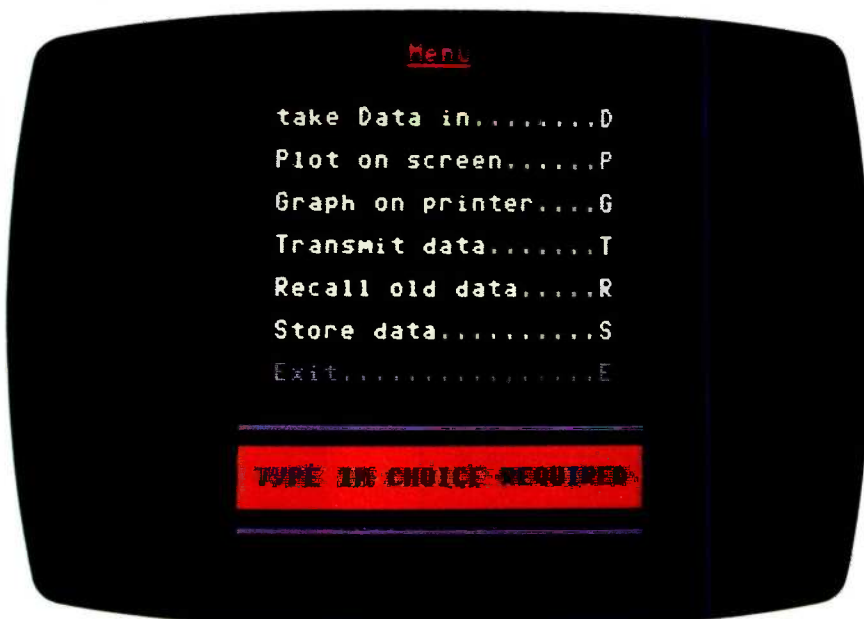 Menu
take Data in........D
Plot on screen......P
Graph on printer....G
Transmit data.......T
Recall old data.....R
Store data..........S
Exit................E
TYPE IN CHOICE REQUIRED